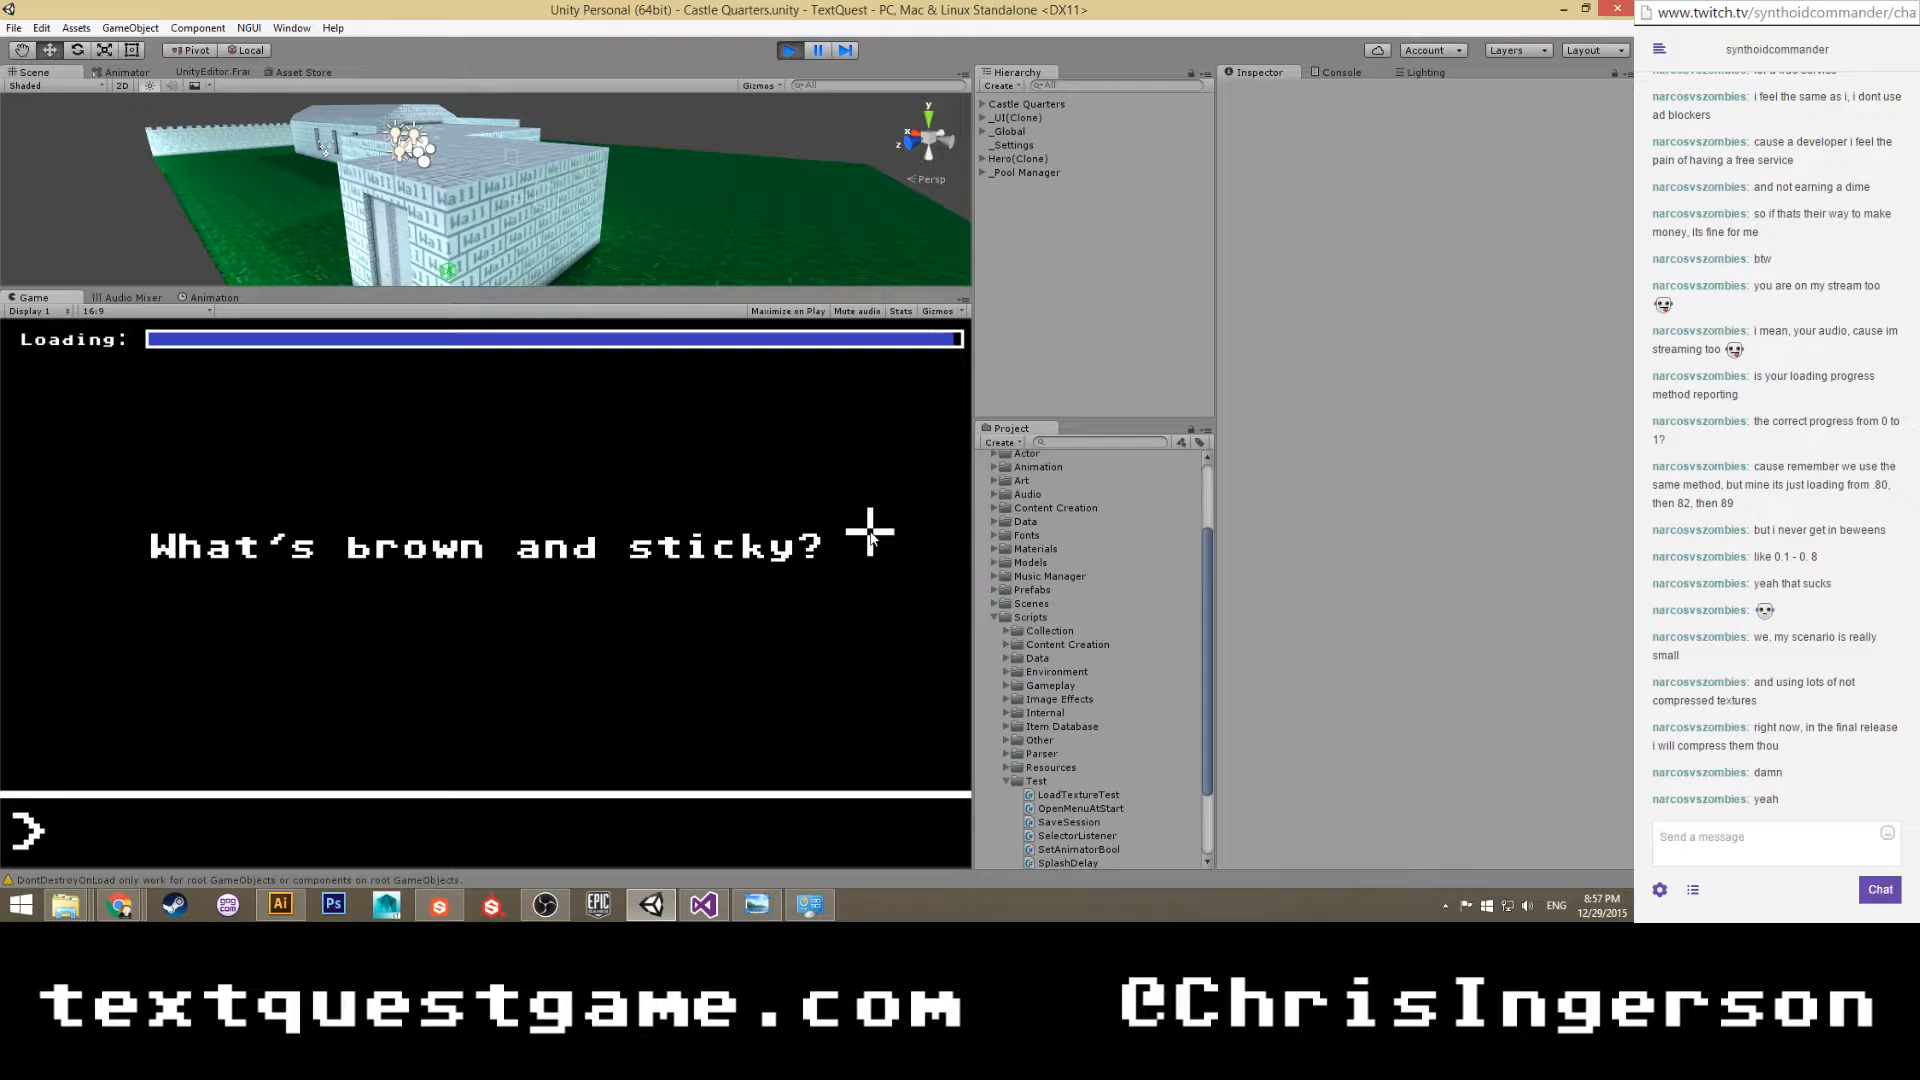 Unity Personal (64bit) - Castle Quarters.unity - TextQuest - PC, Mac & Linux Standalone <DX11>
File Edit Assets GameObject Component NGUI Window Help
Pivot Local
Account Layers Layout
Scene Animator UnityEditor.Fra Asset Store
Shaded 2D Gizmos All
Wall Wall Wall Wall
y
x
z
Persp
Game Audio Mixer Animation
Display 1 16:9 Maximize on Play Mute audio Stats Gizmos
Loading:
What's brown and sticky?
>
DontDestroyOnLoad only work for root GameObjects or components on root GameObjects.
Hierarchy
Create All
Castle Quarters
_UI(Clone)
_Global
_Settings
Hero(Clone)
_Pool Manager
Project
Create
Actor
Animation
Art
Audio
Content Creation
Data
Fonts
Materials
Models
Music Manager
Prefabs
Scenes
Scripts
Collection
Content Creation
Data
Environment
Gameplay
Image Effects
Internal
Item Database
Other
Parser
Resources
Test
LoadTextureTest
OpenMenuAtStart
SaveSession
SelectorListener
SetAnimatorBool
SplashDelay
Inspector Console Lighting
www.twitch.tv/synthoidcommander/cha
synthoidcommander
narcosvszombies: i feel the same as i, i dont use
ad blockers
narcosvszombies: cause a developer i feel the
pain of having a free service
narcosvszombies: and not earning a dime
narcosvszombies: so if thats their way to make
money, its fine for me
narcosvszombies: btw
narcosvszombies: you are on my stream too
narcosvszombies: i mean, your audio, cause im
streaming too
narcosvszombies: is your loading progress
method reporting
narcosvszombies: the correct progress from 0 to
1?
narcosvszombies: cause remember we use the
same method, but mine its just loading from .80,
then 82, then 89
narcosvszombies: but i never get in beweens
narcosvszombies: like 0.1 - 0. 8
narcosvszombies: yeah that sucks
narcosvszombies:
narcosvszombies: we, my scenario is really
small
narcosvszombies: and using lots of not
compressed textures
narcosvszombies: right now, in the final release
i will compress them thou
narcosvszombies: damn
narcosvszombies: yeah
Send a message
Chat
gog.com Ai Ps EPIC GAMES
ENG 8:57 PM
12/29/2015
textquestgame.com @ChrisIngerson